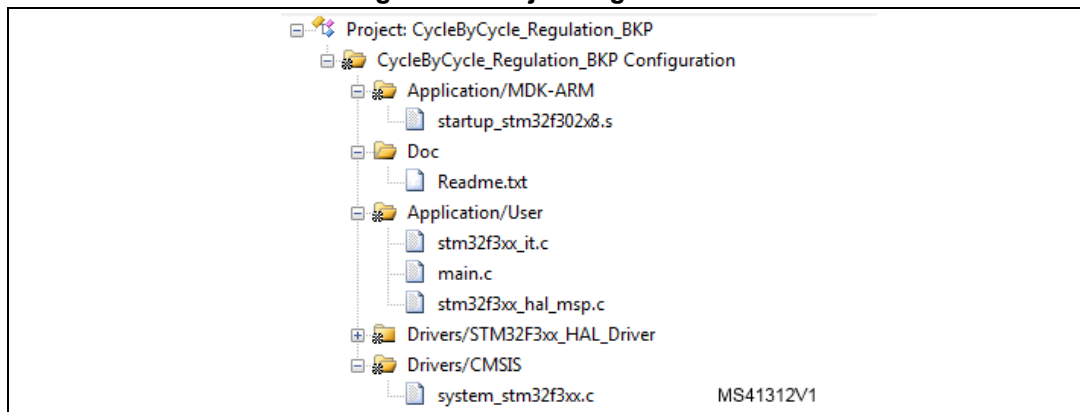 Project: CycleByCycle_Regulation_BKP
CycleByCycle_Regulation_BKP Configuration
Application/MDK-ARM
startup_stm32f302x8.s
Doc
Readme.txt
Application/User
stm32f3xx_it.c
main.c
stm32f3xx_hal_msp.c
Drivers/STM32F3xx_HAL_Driver
Drivers/CMSIS
system_stm32f3xx.c MS41312V1